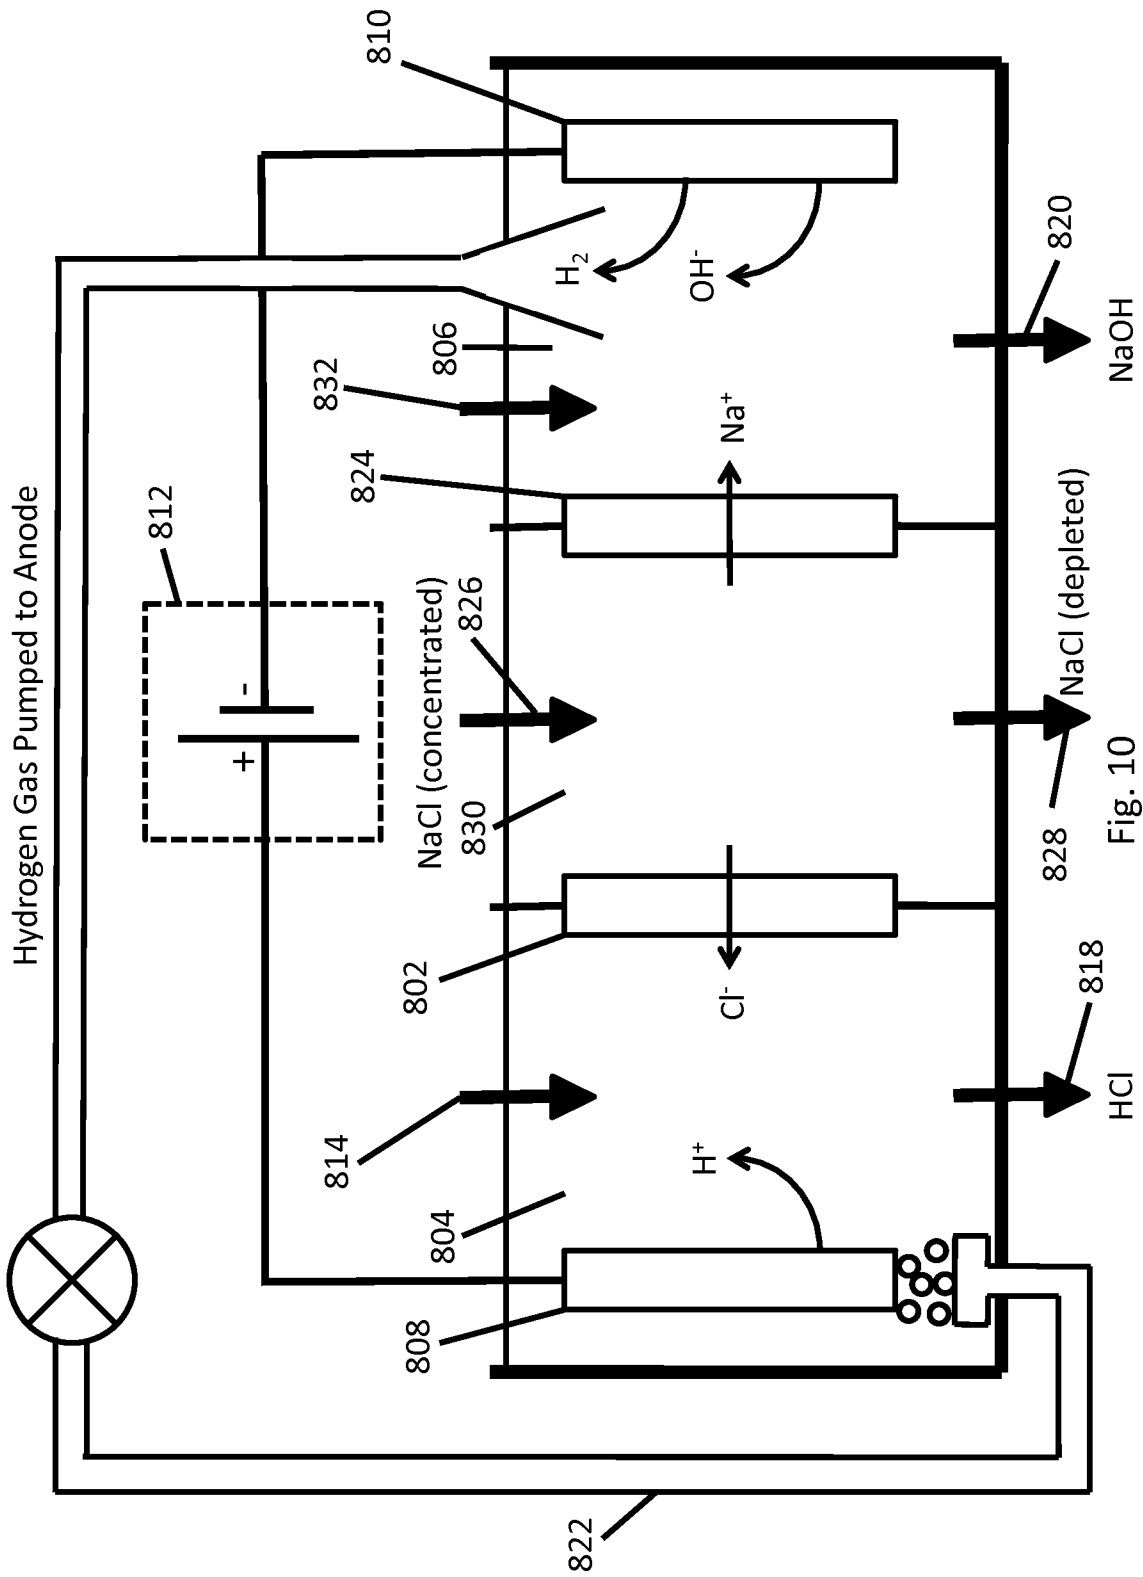 Hydrogen Gas Pumped to Anode
812
+
-
810
832
806
824
NaCl (concentrated)
826
830
802
814
804
808
822
H₂
OH⁻
Na⁺
Cl⁻
H⁺
820
NaOH
NaCl (depleted)
828
818
HCl
Fig. 10